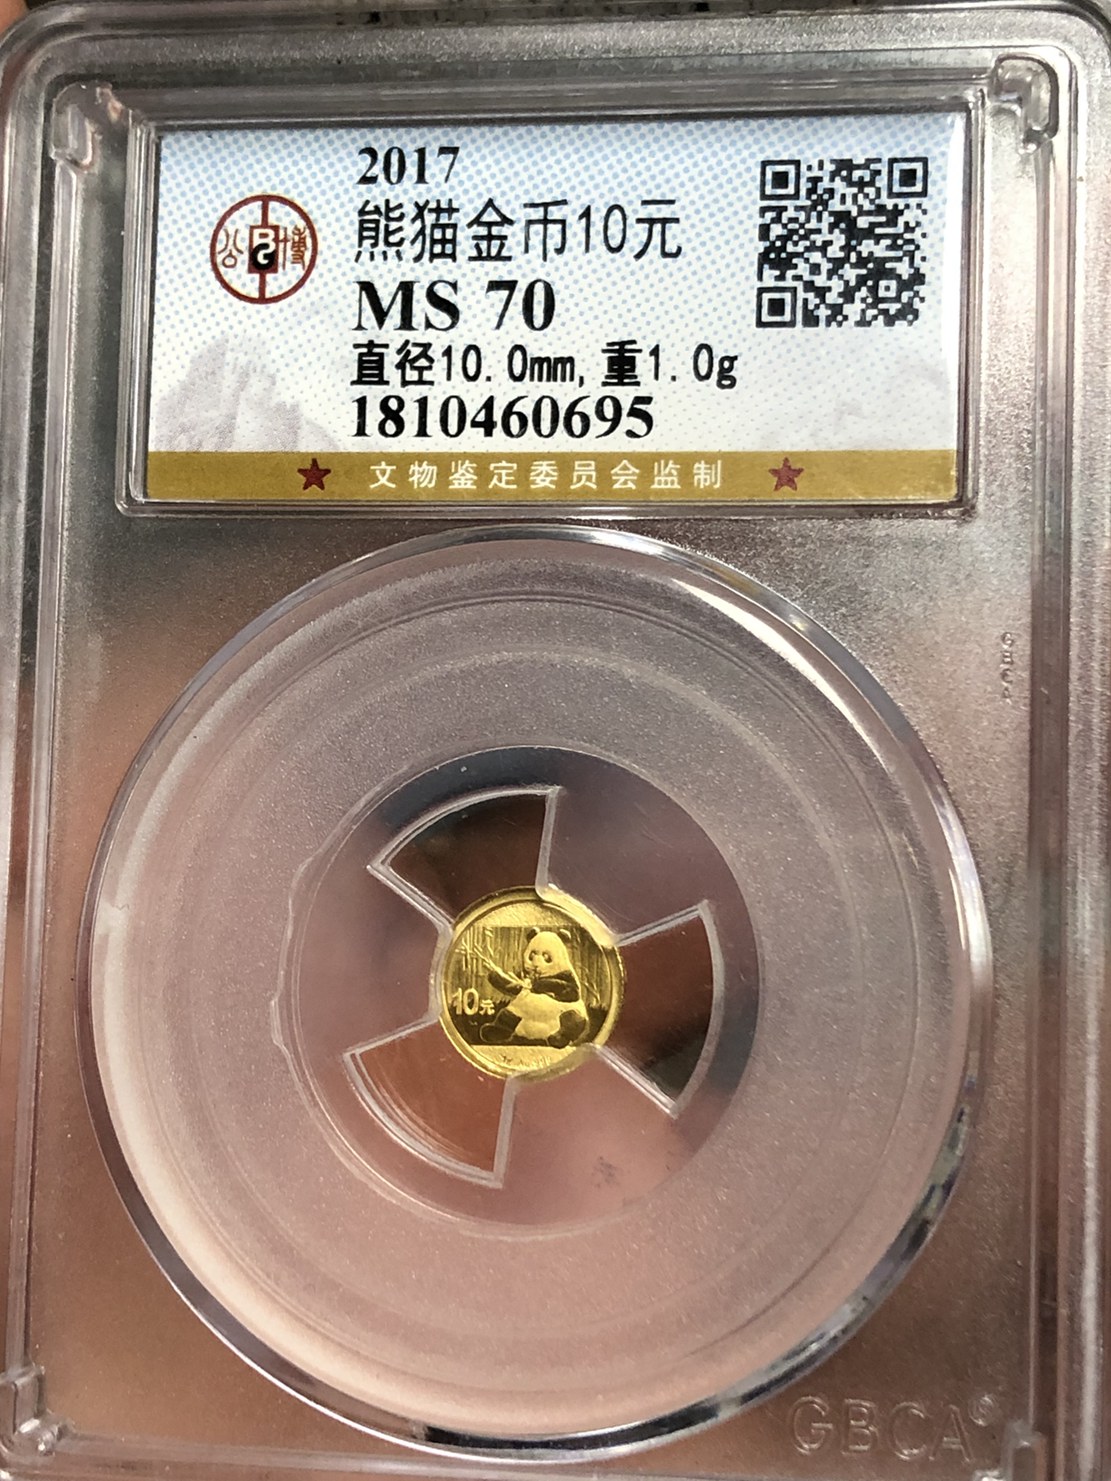 2017
熊猫金币10元
MS 70
直径10.0mm,重1.0g
1810460695
公 博
文物鉴定委员会监制
GBCA
10元
GBCA®